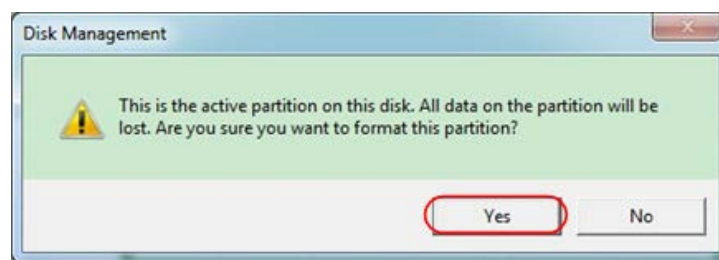 Disk Management
This is the active partition on this disk. All data on the partition will be
lost. Are you sure you want to format this partition?
Yes
No